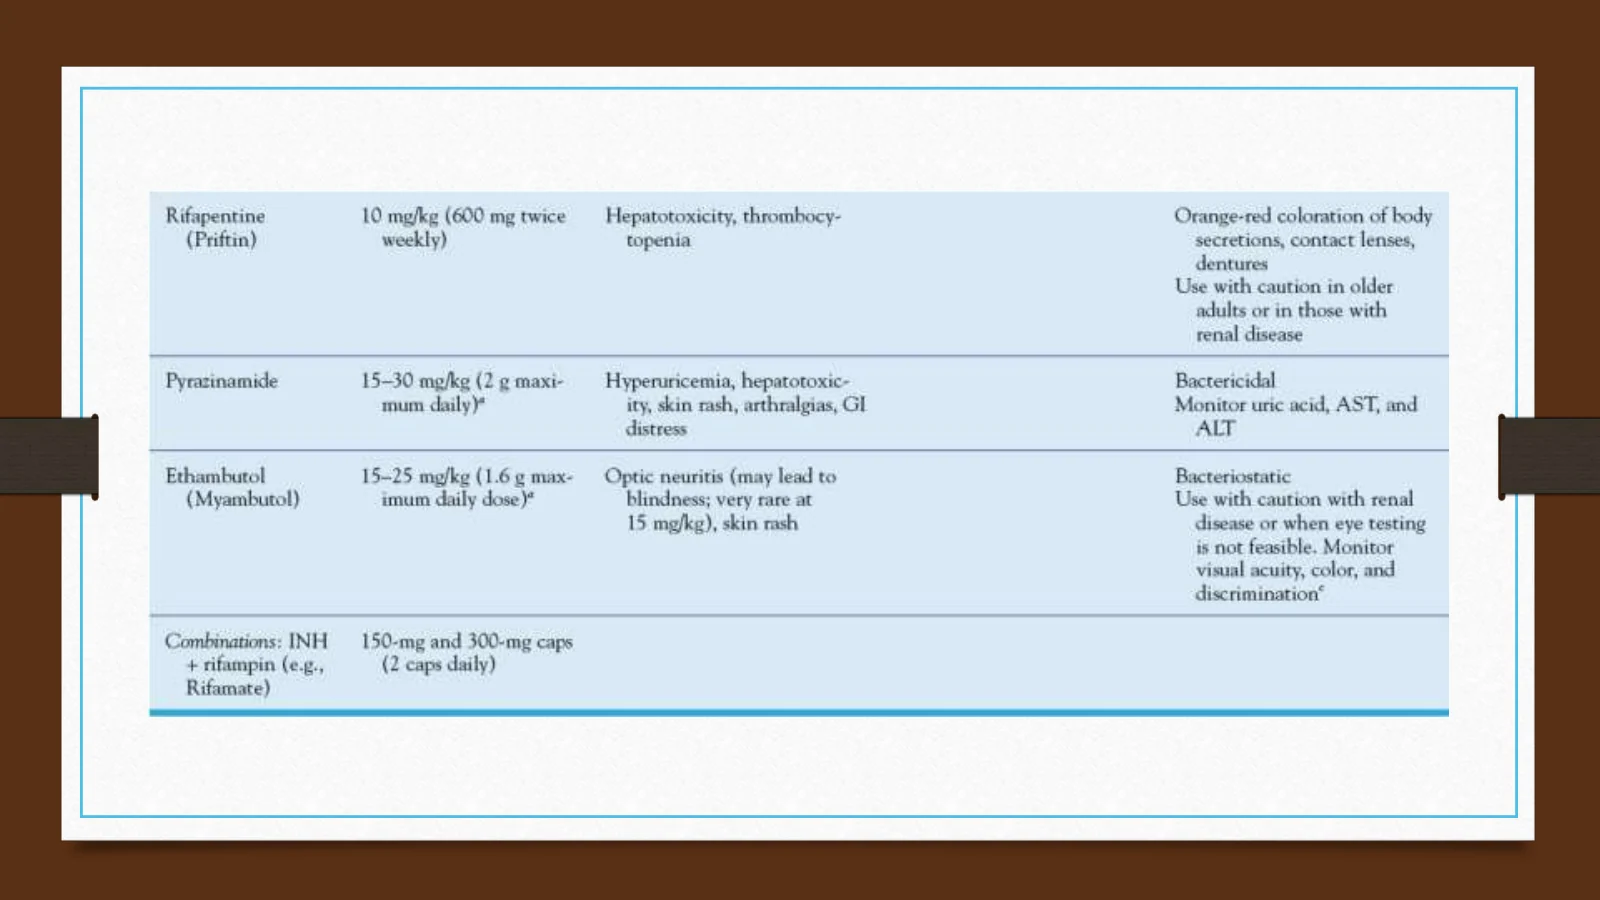 Rifapentine
(Priftin)
10 mg/kg (600 mg twice
weekly)
Hepatotoxicity, thrombocy-
topenia
Orange-red coloration of body
secretions, contact lenses,
dentures
Use with caution in older
adults or in those with
renal disease
Pyrazinamide
15–30 mg/kg (2 g maxi-
mum daily)ᵃ
Hyperuricemia, hepatotoxic-
ity, skin rash, arthralgias, GI
distress
Bactericidal
Monitor uric acid, AST, and
ALT
Ethambutol
(Myambutol)
15–25 mg/kg (1.6 g max-
imum daily dose)ᵃ
Optic neuritis (may lead to
blindness; very rare at
15 mg/kg), skin rash
Bacteriostatic
Use with caution with renal
disease or when eye testing
is not feasible. Monitor
visual acuity, color, and
discriminationᶜ
Combinations: INH
+ rifampin (e.g.,
Rifamate)
150-mg and 300-mg caps
(2 caps daily)